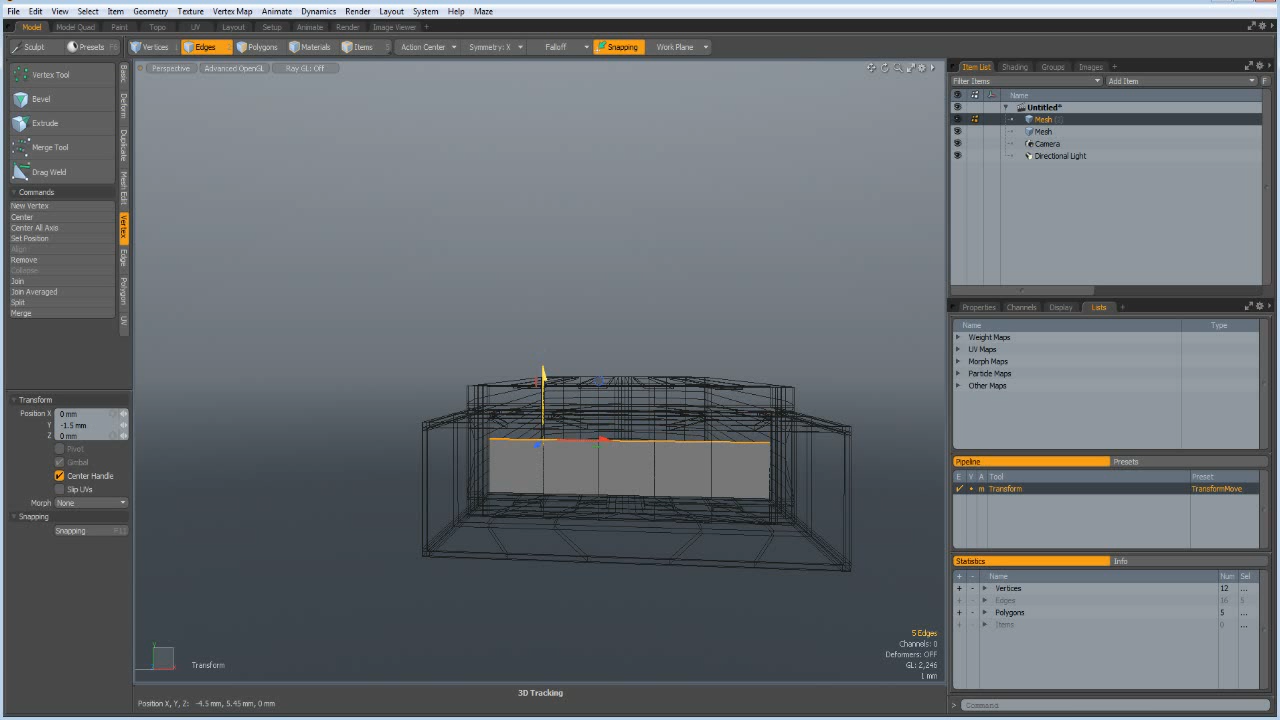 File Edit View Select Item Geometry Texture Vertex Map Animate Dynamics Render Layout System Help Maze
Model Model Quad Paint Topo UV Layout Setup Animate Render Image Viewer +
Sculpt Presets F6 Vertices 1 Edges 2 Polygons Materials Items 5 Action Center Symmetry: X Falloff Snapping Work Plane
Perspective Advanced OpenGL Ray GL: Off
Vertex Tool
Bevel
Extrude
Merge Tool
Drag Weld
Commands
New Vertex
Center
Center All Axis
Set Position
Align
Remove
Collapse
Join
Join Averaged
Split
Merge
Basic
Deform
Duplicate
Mesh Edit
Vertex
Edge
Polygon
UV
Transform
Position X 0 mm
Y -1.5 mm
Z 0 mm
Pivot
Gimbal
Center Handle
Slip UVs
Morph None
Snapping
Snapping F11
Item List Shading Groups Images +
Filter Items Add Item F
Name
Untitled*
Mesh (2)
Mesh
Camera
Directional Light
Properties Channels Display Lists +
Name Type
Weight Maps
UV Maps
Morph Maps
Particle Maps
Other Maps
Pipeline Presets
E V A Tool Preset
m Transform TransformMove
Statistics Info
+ - Name Num Sel
+ - Vertices 12 ...
+ - Edges 16 5
+ - Polygons 5 ...
+ - Items 0 ...
5 Edges
Channels: 0
Deformers: OFF
GL: 2,246
1 mm
Transform
3D Tracking
Position X, Y, Z: -4.5 mm, 5.45 mm, 0 mm
> Command